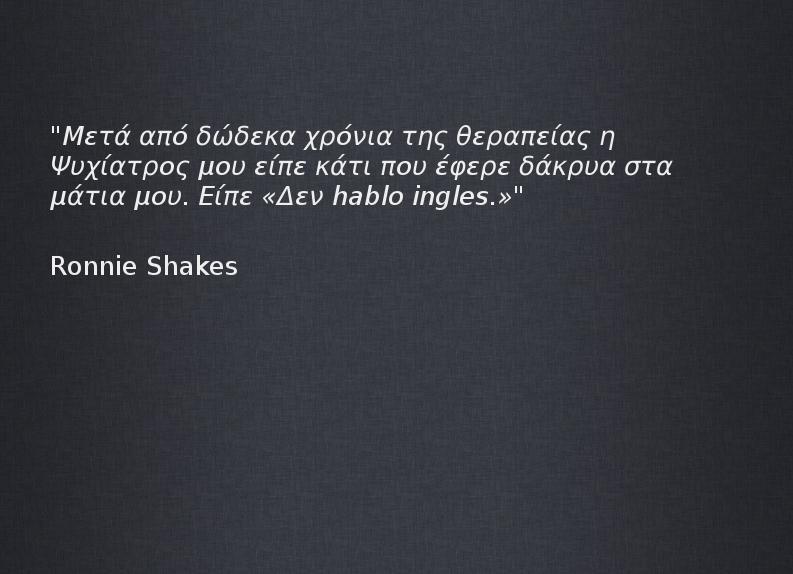 "Μετά από δώδεκα χρόνια της θεραπείας η
Ψυχίατρος μου είπε κάτι που έφερε δάκρυα στα
μάτια μου. Είπε «Δεν hablo ingles.»"
Ronnie Shakes